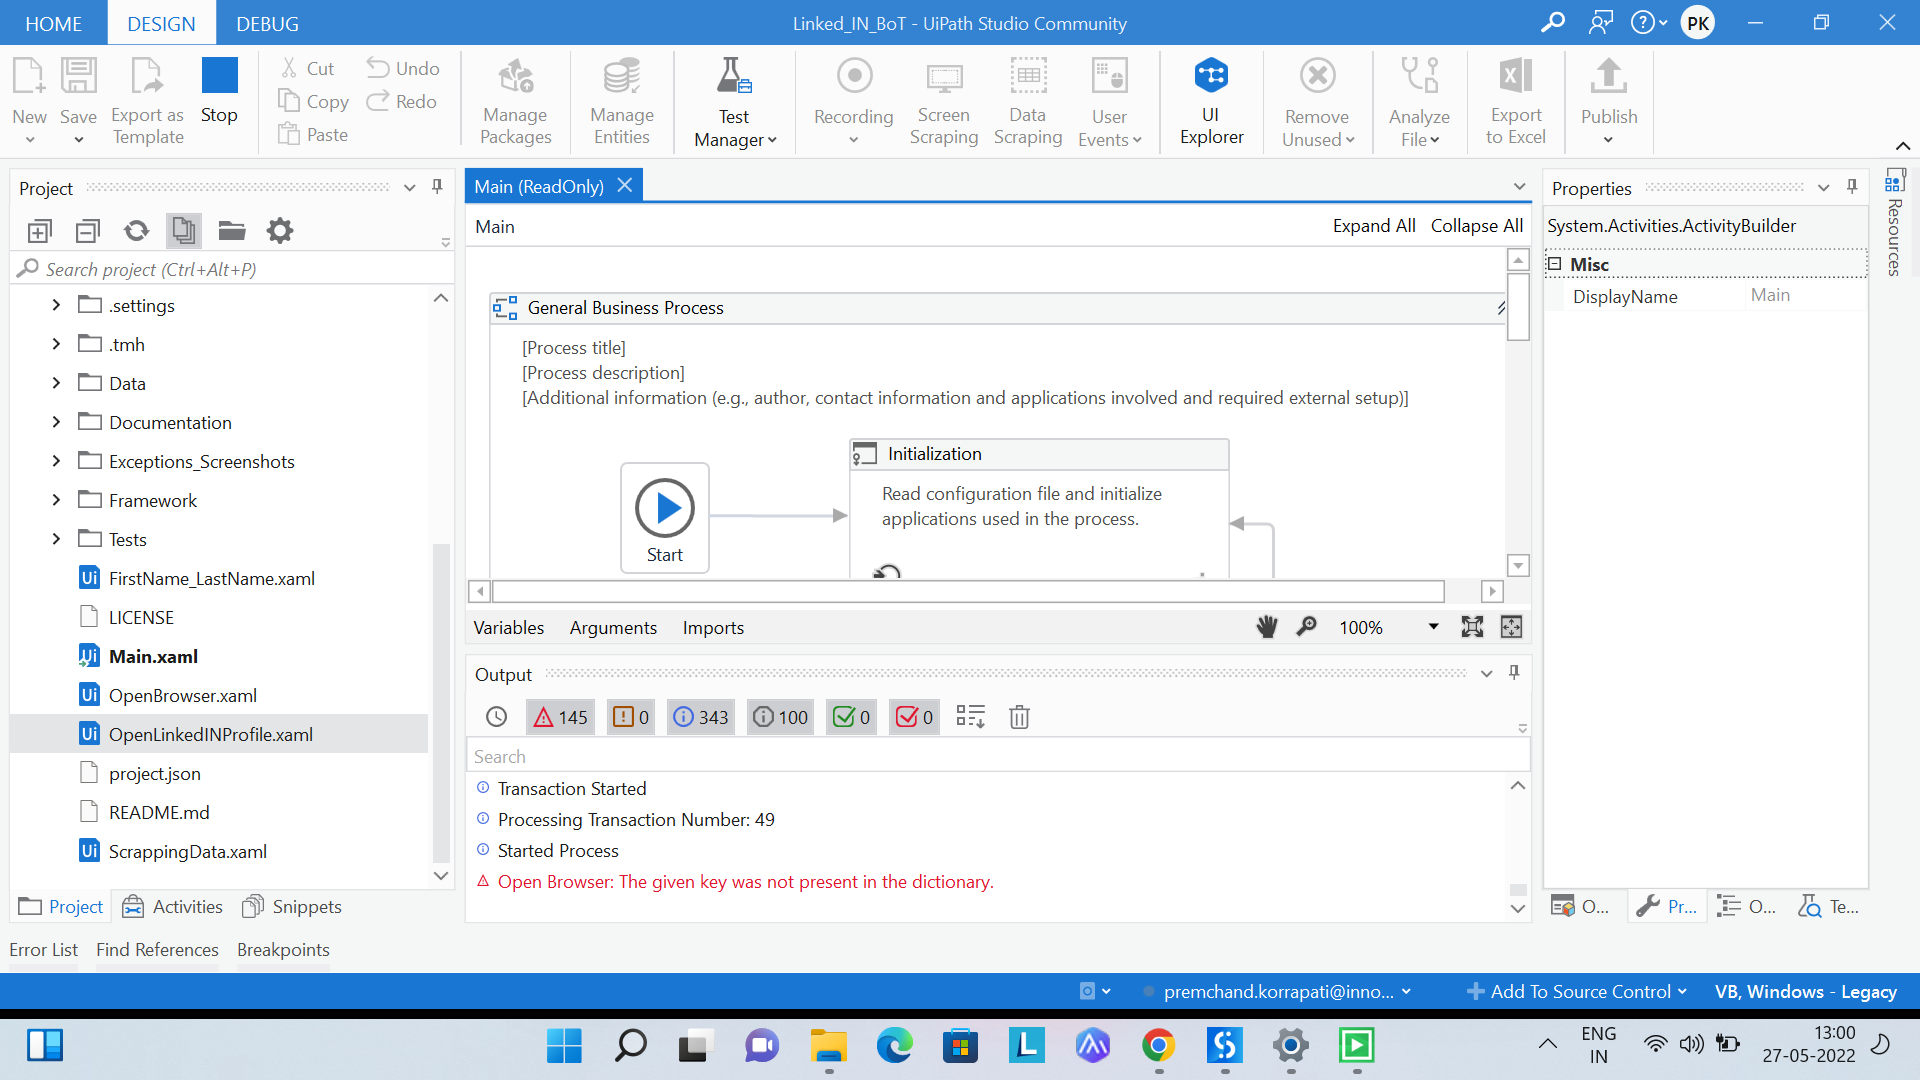 HOME DESIGN DEBUG
Linked_IN_BoT - UiPath Studio Community
PK
New
Save
Export as
Template
Stop
Cut
Copy
Paste
Undo
Redo
Manage
Packages
Manage
Entities
Test
Manager
Recording
Screen
Scraping
Data
Scraping
User
Events
UI
Explorer
Remove
Unused
Analyze
File
Export
to Excel
Publish
Project
Search project (Ctrl+Alt+P)
.settings
.tmh
Data
Documentation
Exceptions_Screenshots
Framework
Tests
Ui FirstName_LastName.xaml
LICENSE
Ui Main.xaml
Ui OpenBrowser.xaml
Ui OpenLinkedINProfile.xaml
project.json
README.md
Ui ScrappingData.xaml
Project Activities Snippets
Main (ReadOnly)
Main
Expand All Collapse All
General Business Process
[Process title]
[Process description]
[Additional information (e.g., author, contact information and applications involved and required external setup)]
Start
Initialization
Read configuration file and initialize
applications used in the process.
Variables Arguments Imports
100%
Output
145 0 343 100 0 0
Search
Transaction Started
Processing Transaction Number: 49
Started Process
Open Browser: The given key was not present in the dictionary.
Properties
System.Activities.ActivityBuilder
Misc
DisplayName Main
O... Pr... O... Te...
Resources
Error List Find References Breakpoints
premchand.korrapati@inno...
Add To Source Control
VB, Windows - Legacy
L
ENG
IN
13:00
27-05-2022